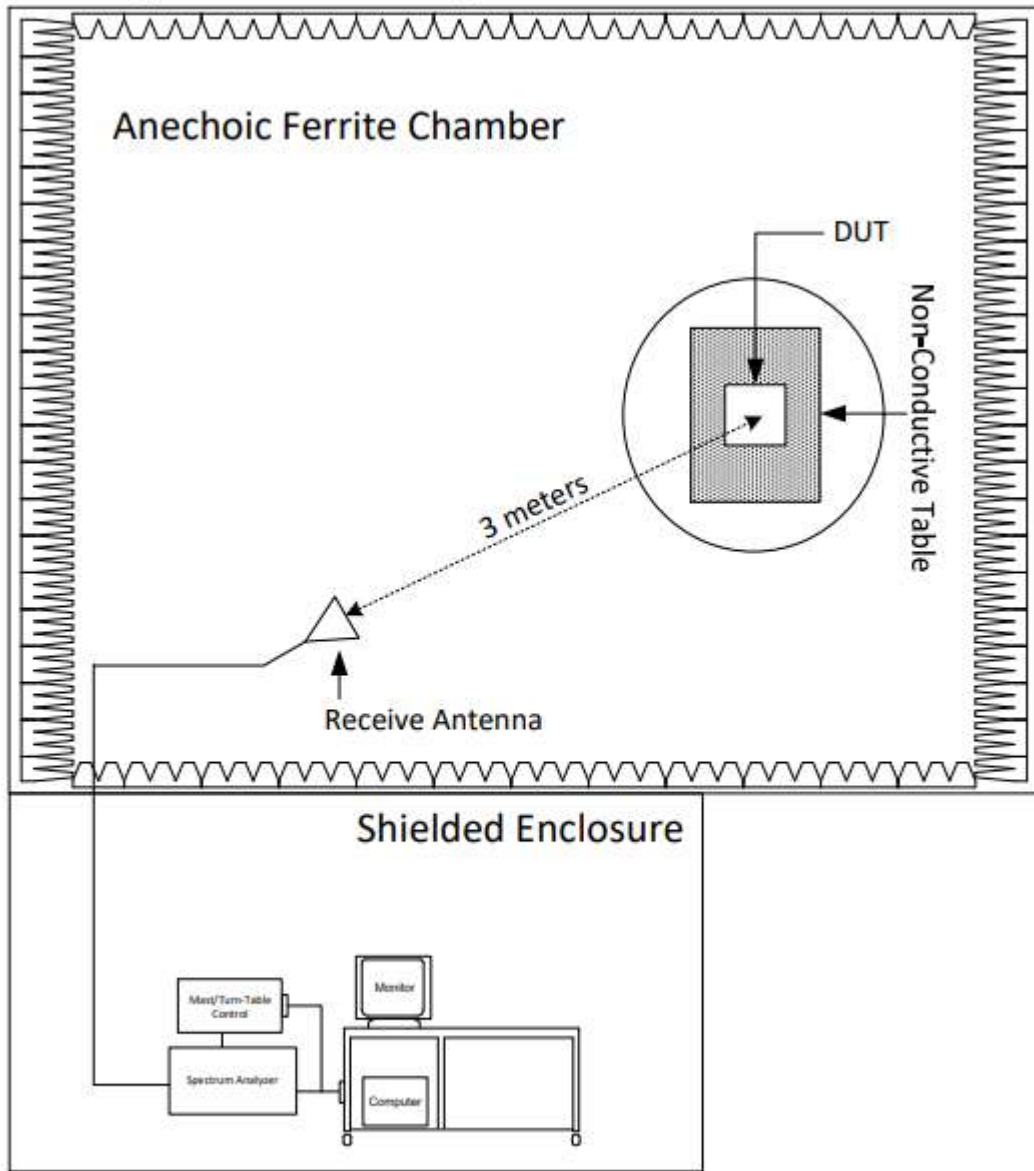 Anechoic Ferrite Chamber
DUT
Non-Conductive Table
3 meters
Receive Antenna
Shielded Enclosure
Monitor
Mast/Turn-Table
Control
Spectrum Analyzer
Computer